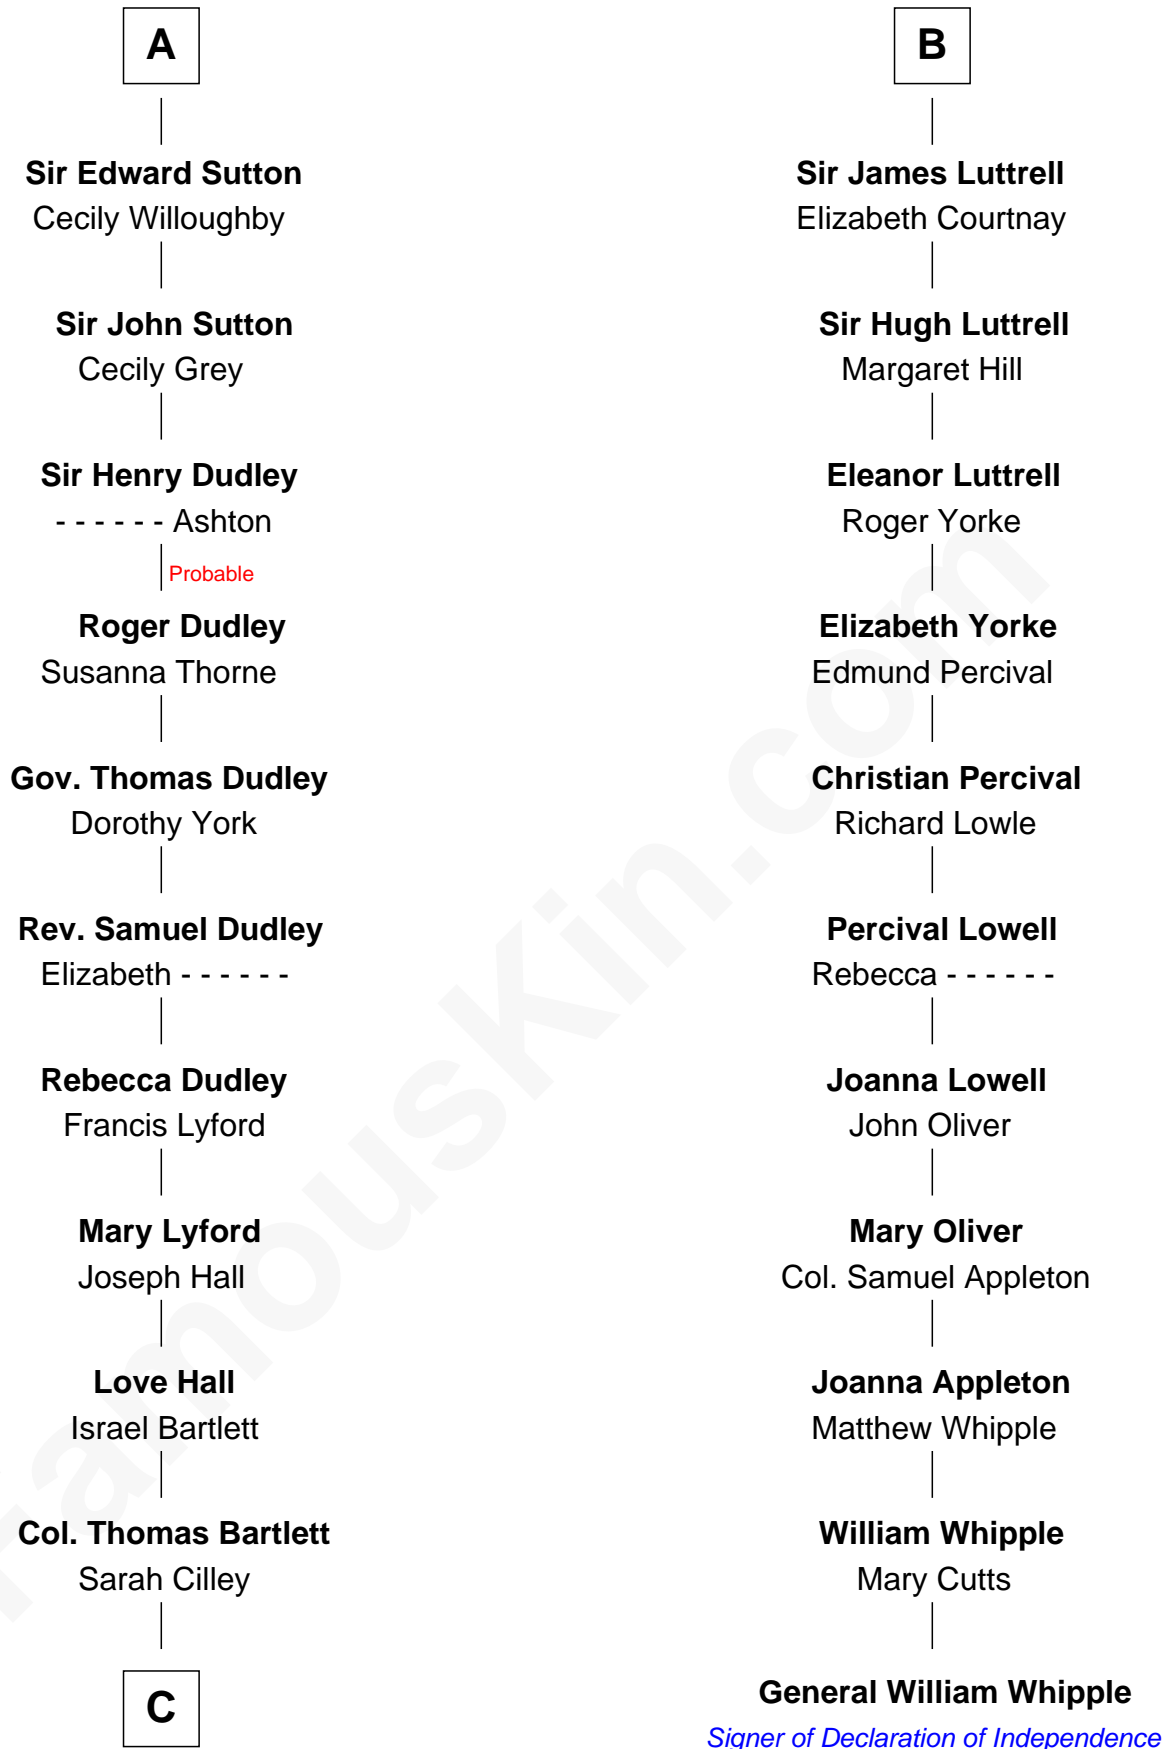 A
Sir Edward Sutton
Cecily Willoughby
Sir John Sutton
Cecily Grey
Sir Henry Dudley
- - - - - - Ashton
Probable
Roger Dudley
Susanna Thorne
Gov. Thomas Dudley
Dorothy York
Rev. Samuel Dudley
Elizabeth - - - - - -
Rebecca Dudley
Francis Lyford
Mary Lyford
Joseph Hall
Love Hall
Israel Bartlett
Col. Thomas Bartlett
Sarah Cilley
C
B
Sir James Luttrell
Elizabeth Courtnay
Sir Hugh Luttrell
Margaret Hill
Eleanor Luttrell
Roger Yorke
Elizabeth Yorke
Edmund Percival
Christian Percival
Richard Lowle
Percival Lowell
Rebecca - - - - - -
Joanna Lowell
John Oliver
Mary Oliver
Col. Samuel Appleton
Joanna Appleton
Matthew Whipple
William Whipple
Mary Cutts
General William Whipple
Signer of Declaration of Independence
FamousKin.com